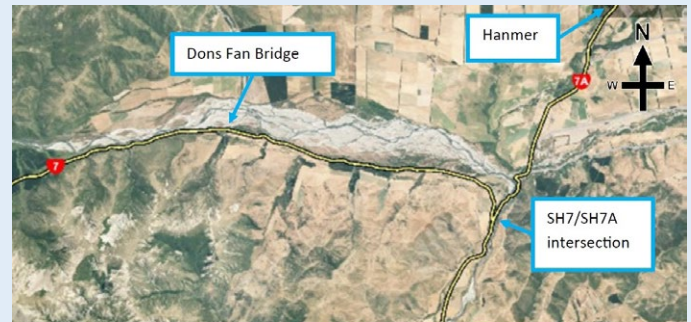 Hanmer
N
Dons Fan Bridge
7A
W
E
S
7
SH7/SH7A
intersection